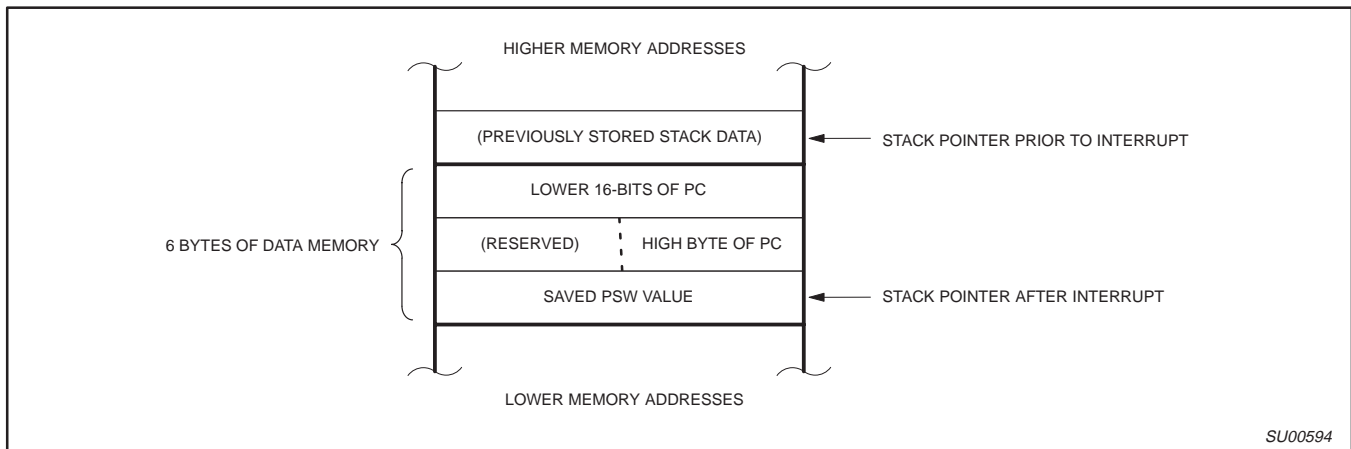 HIGHER MEMORY ADDRESSES
(PREVIOUSLY STORED STACK DATA)
STACK POINTER PRIOR TO INTERRUPT
LOWER 16-BITS OF PC
6 BYTES OF DATA MEMORY
(RESERVED)
HIGH BYTE OF PC
SAVED PSW VALUE
STACK POINTER AFTER INTERRUPT
LOWER MEMORY ADDRESSES
SU00594